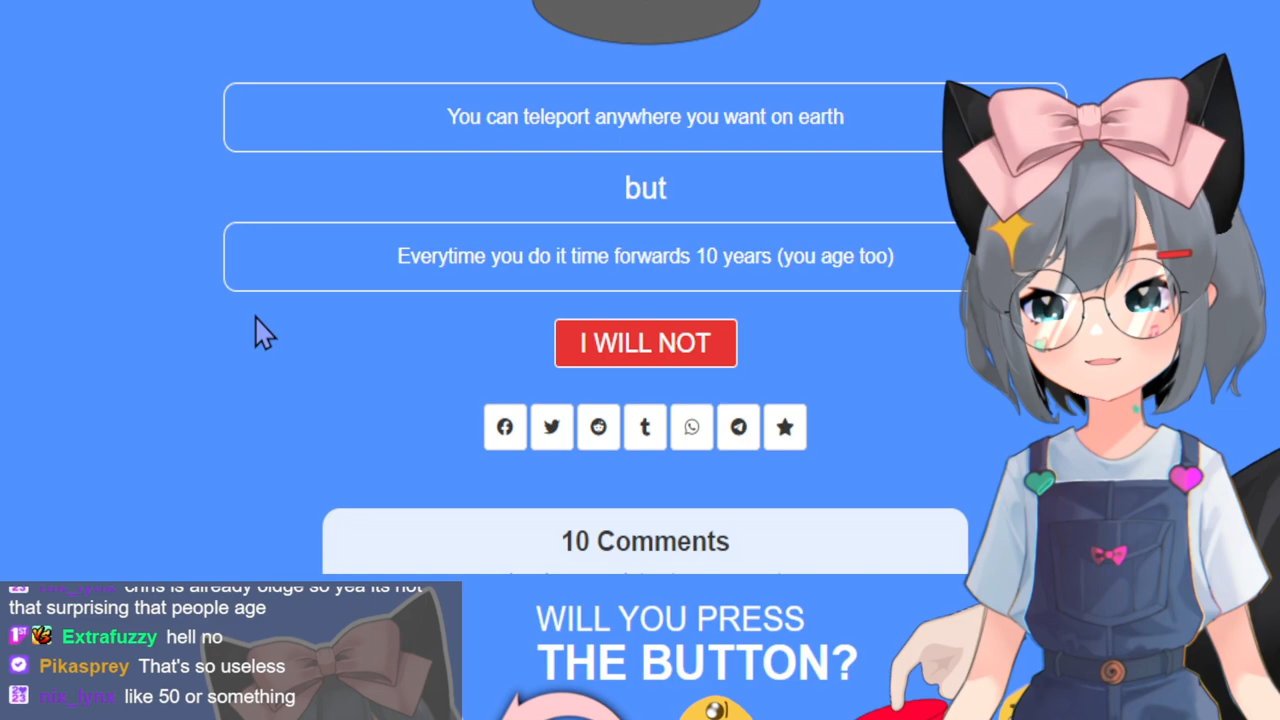 You can teleport anywhere you want on earth
but
Everytime you do it time forwards 10 years (you age too)
I WILL NOT
10 Comments
that surprising that people age
Extrafuzzy hell no
Pikasprey That's so useless
nix_lynx like 50 or something
WILL YOU PRESS
THE BUTTON?